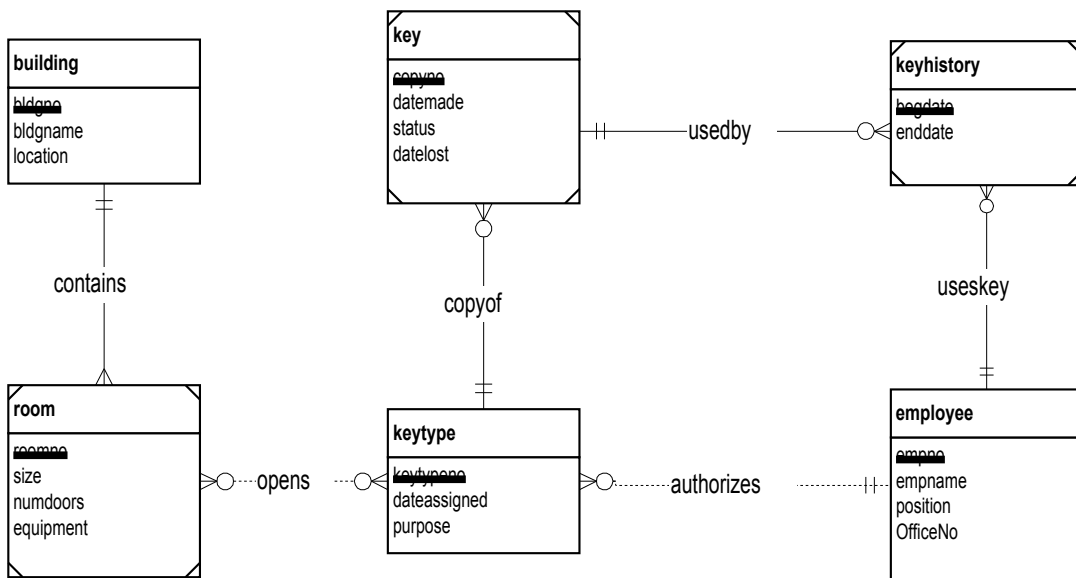 building
bldgno
bldgname
location
contains
room
roomno
size
numdoors
equipment
opens
key
copyno
datemade
status
datelost
copyof
keytype
keytypeno
dateassigned
purpose
usedby
authorizes
keyhistory
begdate
enddate
useskey
employee
empno
empname
position
OfficeNo